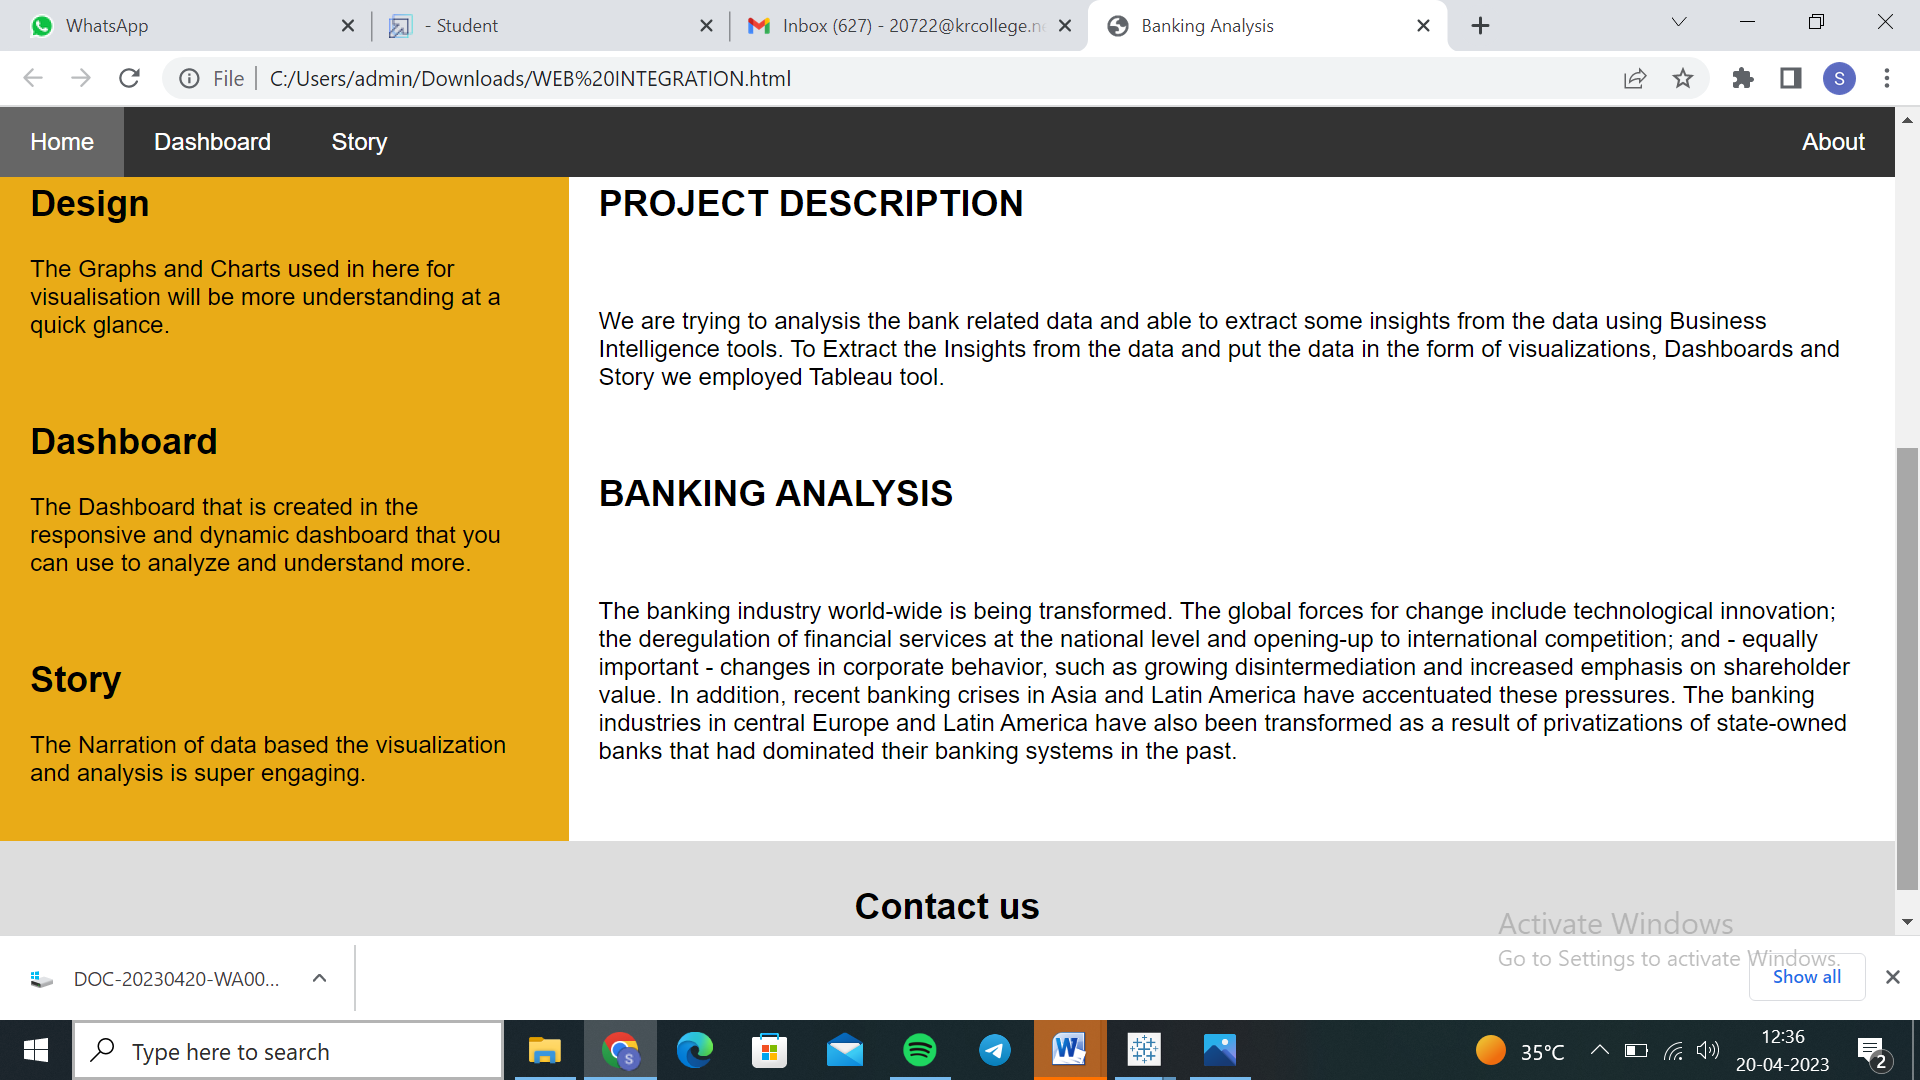 WhatsApp
- Student
Inbox (627) - 20722@krcollege.ne
Banking Analysis
File
C:/Users/admin/Downloads/WEB%20INTEGRATION.html
S
Home
Dashboard
Story
About
Design
The Graphs and Charts used in here for
visualisation will be more understanding at a
quick glance.
Dashboard
The Dashboard that is created in the
responsive and dynamic dashboard that you
can use to analyze and understand more.
Story
The Narration of data based the visualization
and analysis is super engaging.
PROJECT DESCRIPTION
We are trying to analysis the bank related data and able to extract some insights from the data using Business
Intelligence tools. To Extract the Insights from the data and put the data in the form of visualizations, Dashboards and
Story we employed Tableau tool.
BANKING ANALYSIS
The banking industry world-wide is being transformed. The global forces for change include technological innovation;
the deregulation of financial services at the national level and opening-up to international competition; and - equally
important - changes in corporate behavior, such as growing disintermediation and increased emphasis on shareholder
value. In addition, recent banking crises in Asia and Latin America have accentuated these pressures. The banking
industries in central Europe and Latin America have also been transformed as a result of privatizations of state-owned
banks that had dominated their banking systems in the past.
Contact us
Activate Windows
Go to Settings to activate Windows.
DOC-20230420-WA00...
Show all
Type here to search
S
W
35°C
12:36
20-04-2023
2